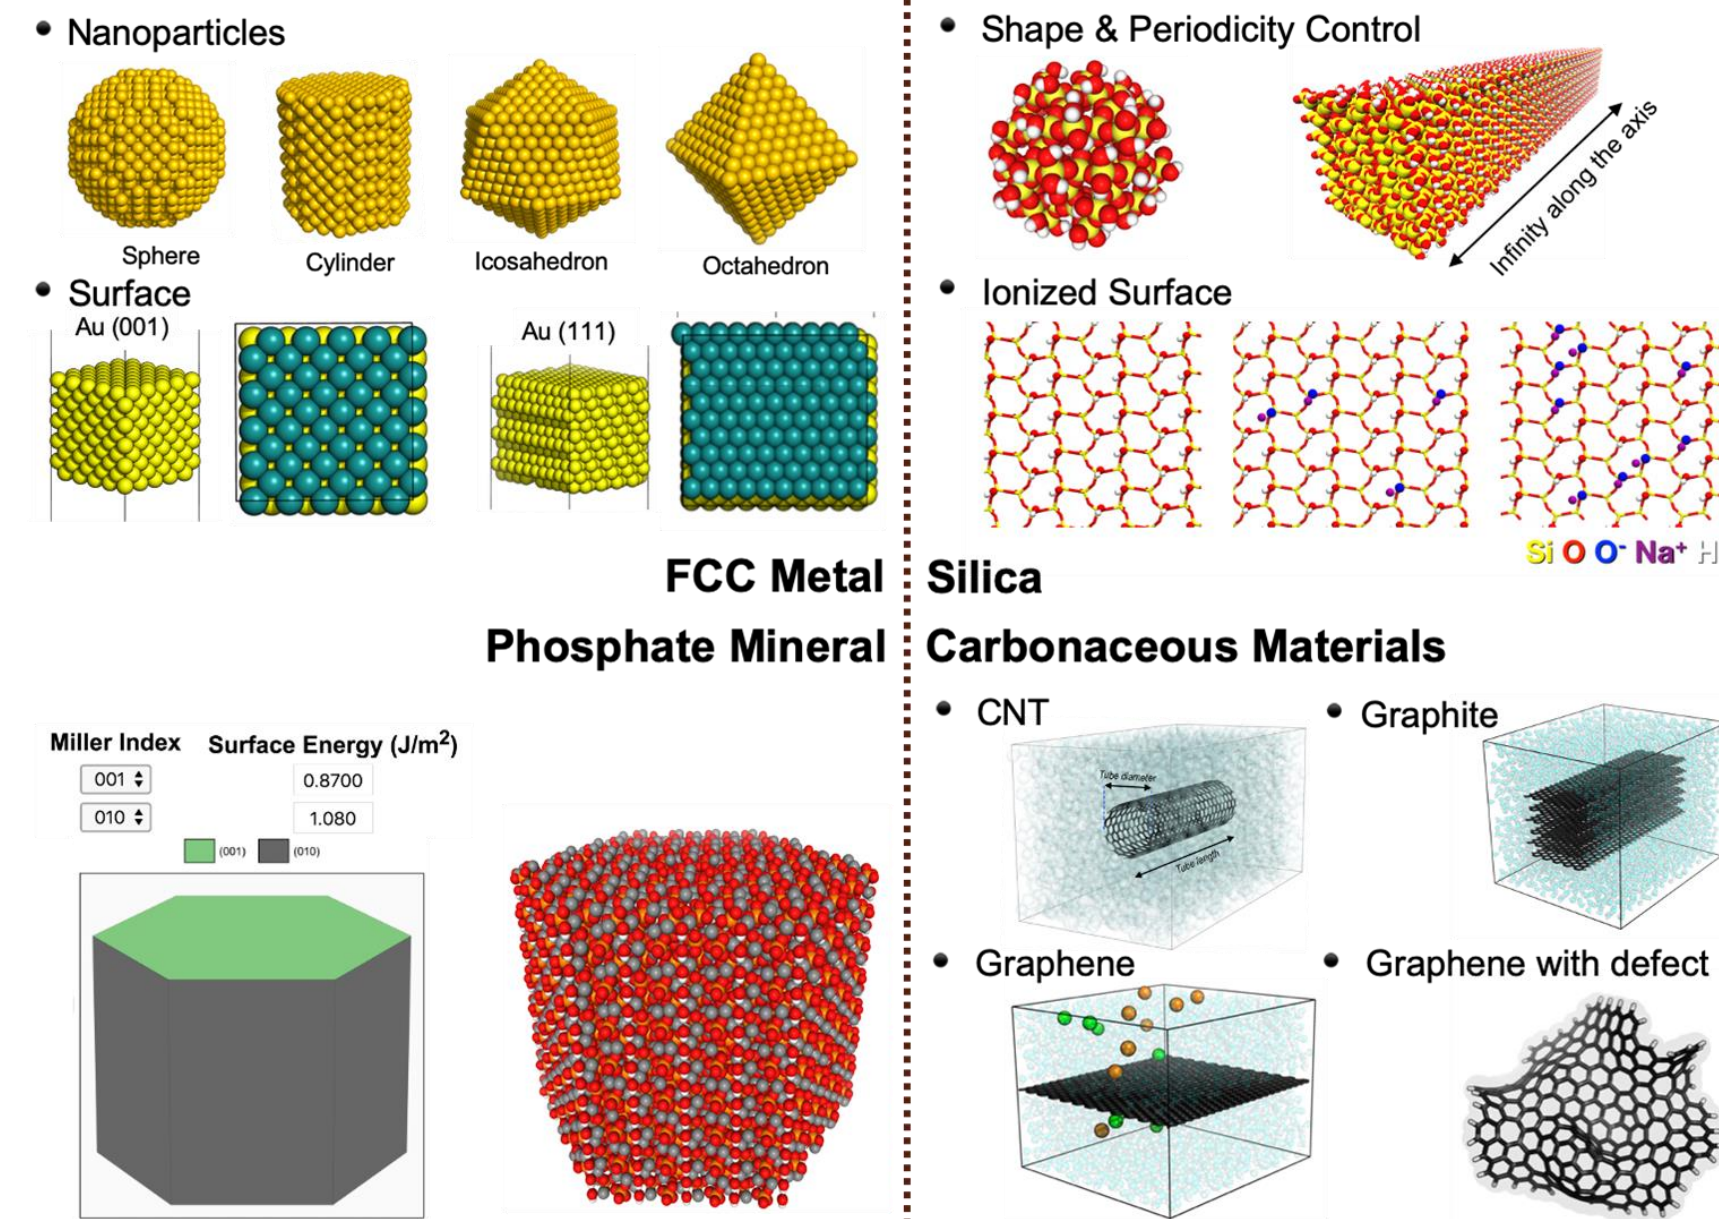 Nanoparticles
Sphere
Cylinder
Icosahedron
Octahedron
Surface
Au (001)
Au (111)
FCC Metal
Shape & Periodicity Control
Infinity along the axis
Ionized Surface
Si O O⁻ Na⁺ H
Silica
Phosphate Mineral
Miller Index Surface Energy (J/m²)
001 0.8700
010 1.080
(001) (010)
Carbonaceous Materials
CNT
Tube diameter
Tube length
Graphite
Graphene
Graphene with defect